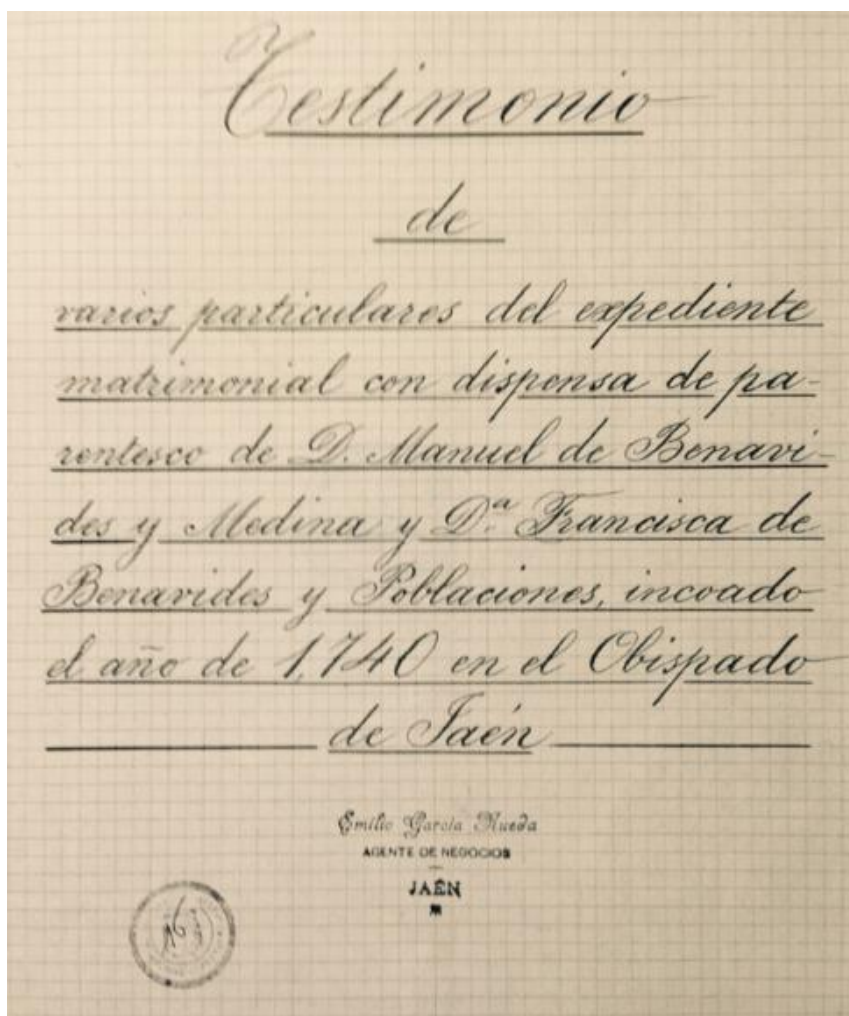 Testimonio
de
varios particulares del expediente
matrimonial con dispensa de pa-
rentesco de D. Manuel de Benavi-
des y Medina y D.ª Francisca de
Benavides y Poblaciones, incoado
el año de 1,740 en el Obispado
de Jaén
Emilio García Rueda
AGENTE DE NEGOCIOS
JAÉN